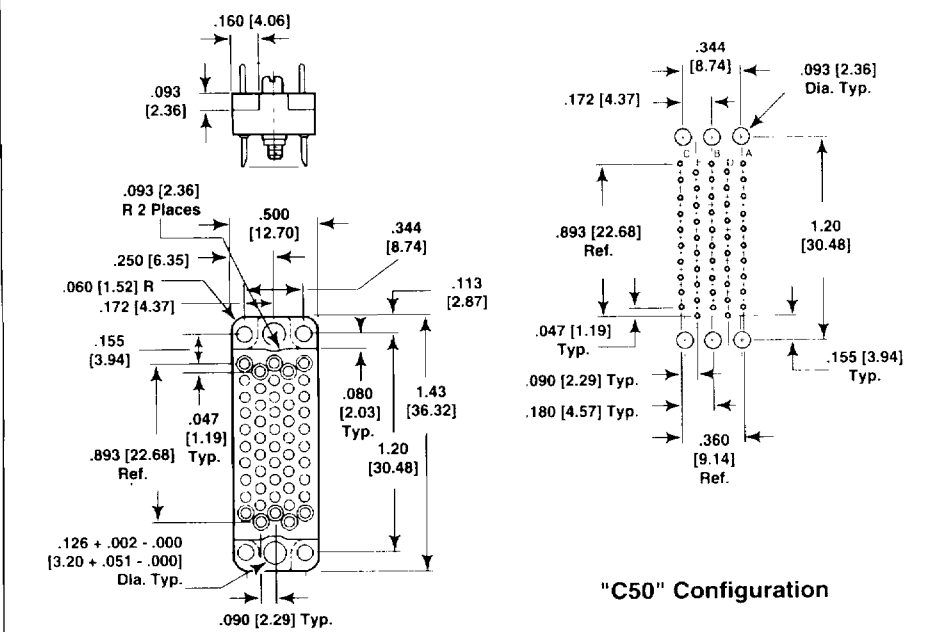 .160 [4.06]
.093
[2.36]
.093 [2.36]
R 2 Places
.500
[12.70]
.344
[8.74]
.250 [6.35]
.060 [1.52] R
.172 [4.37]
.113
[2.87]
.155
[3.94]
.047
[1.19]
Typ.
.080
[2.03]
Typ.
1.43
[36.32]
1.20
[30.48]
.893 [22.68]
Ref.
.126 + .002 - .000
[3.20 + .051 - .000]
Dia. Typ.
.090 [2.29] Typ.
.344
[8.74]
.093 [2.36]
Dia. Typ.
.172 [4.37]
C B A
.893 [22.68]
Ref.
1.20
[30.48]
.047 [1.19]
Typ.
.155 [3.94]
Typ.
.090 [2.29] Typ.
.180 [4.57] Typ.
.360
[9.14]
Ref.
"C50" Configuration